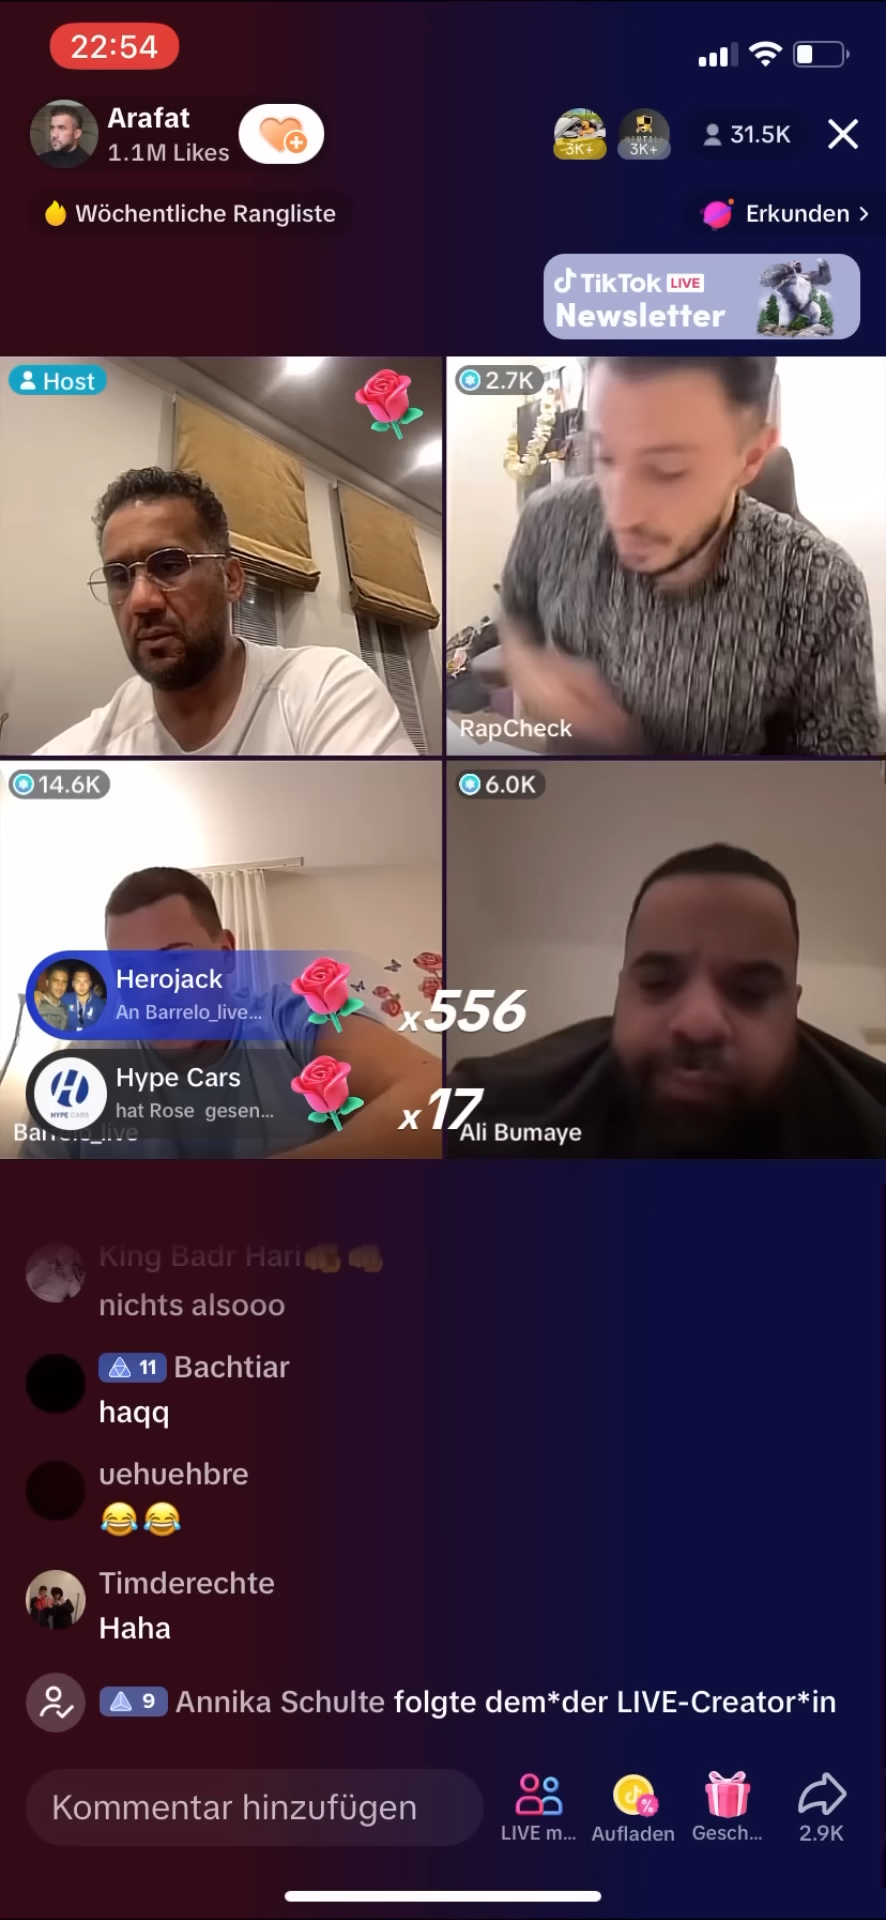 22:54
Arafat
1.1M Likes
3K+
3K+
31.5K
Wöchentliche Rangliste
Erkunden >
TikTok LIVE
Newsletter
Host
2.7K
RapCheck
14.6K
6.0K
Herojack
An Barrelo_live...
x556
Hype Cars
hat Rose gesen...
x17
HYPE CARS
Barrelo_live
Ali Bumaye
King Badr Hari👊👊
nichts alsooo
11 Bachtiar
haqq
uehuehbre
😂😂
Timderechte
Haha
9 Annika Schulte folgte dem*der LIVE-Creator*in
Kommentar hinzufügen
LIVE m...
Aufladen
Gesch...
2.9K